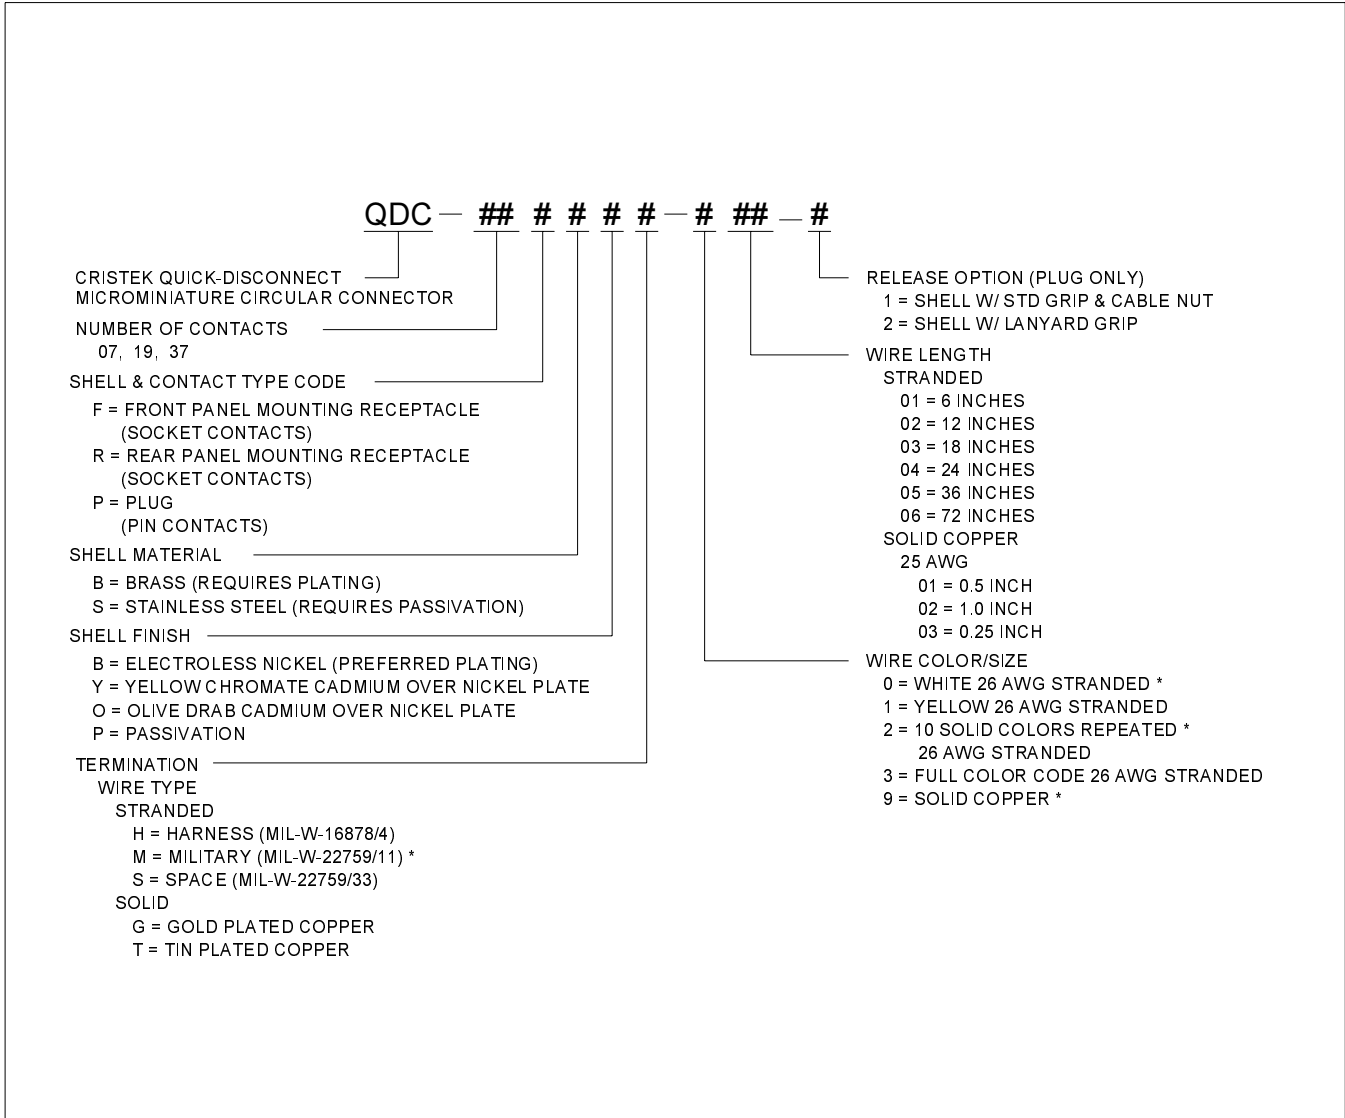 QDC — ## # # # # — # ## — #
CRISTEK QUICK-DISCONNECT
MICROMINIATURE CIRCULAR CONNECTOR
NUMBER OF CONTACTS
07, 19, 37
SHELL & CONTACT TYPE CODE
F = FRONT PANEL MOUNTING RECEPTACLE
(SOCKET CONTACTS)
R = REAR PANEL MOUNTING RECEPTACLE
(SOCKET CONTACTS)
P = PLUG
(PIN CONTACTS)
SHELL MATERIAL
B = BRASS (REQUIRES PLATING)
S = STAINLESS STEEL (REQUIRES PASSIVATION)
SHELL FINISH
B = ELECTROLESS NICKEL (PREFERRED PLATING)
Y = YELLOW CHROMATE CADMIUM OVER NICKEL PLATE
O = OLIVE DRAB CADMIUM OVER NICKEL PLATE
P = PASSIVATION
TERMINATION
WIRE TYPE
STRANDED
H = HARNESS (MIL-W-16878/4)
M = MILITARY (MIL-W-22759/11) *
S = SPACE (MIL-W-22759/33)
SOLID
G = GOLD PLATED COPPER
T = TIN PLATED COPPER
RELEASE OPTION (PLUG ONLY)
1 = SHELL W/ STD GRIP & CABLE NUT
2 = SHELL W/ LANYARD GRIP
WIRE LENGTH
STRANDED
01 = 6 INCHES
02 = 12 INCHES
03 = 18 INCHES
04 = 24 INCHES
05 = 36 INCHES
06 = 72 INCHES
SOLID COPPER
25 AWG
01 = 0.5 INCH
02 = 1.0 INCH
03 = 0.25 INCH
WIRE COLOR/SIZE
0 = WHITE 26 AWG STRANDED *
1 = YELLOW 26 AWG STRANDED
2 = 10 SOLID COLORS REPEATED *
26 AWG STRANDED
3 = FULL COLOR CODE 26 AWG STRANDED
9 = SOLID COPPER *